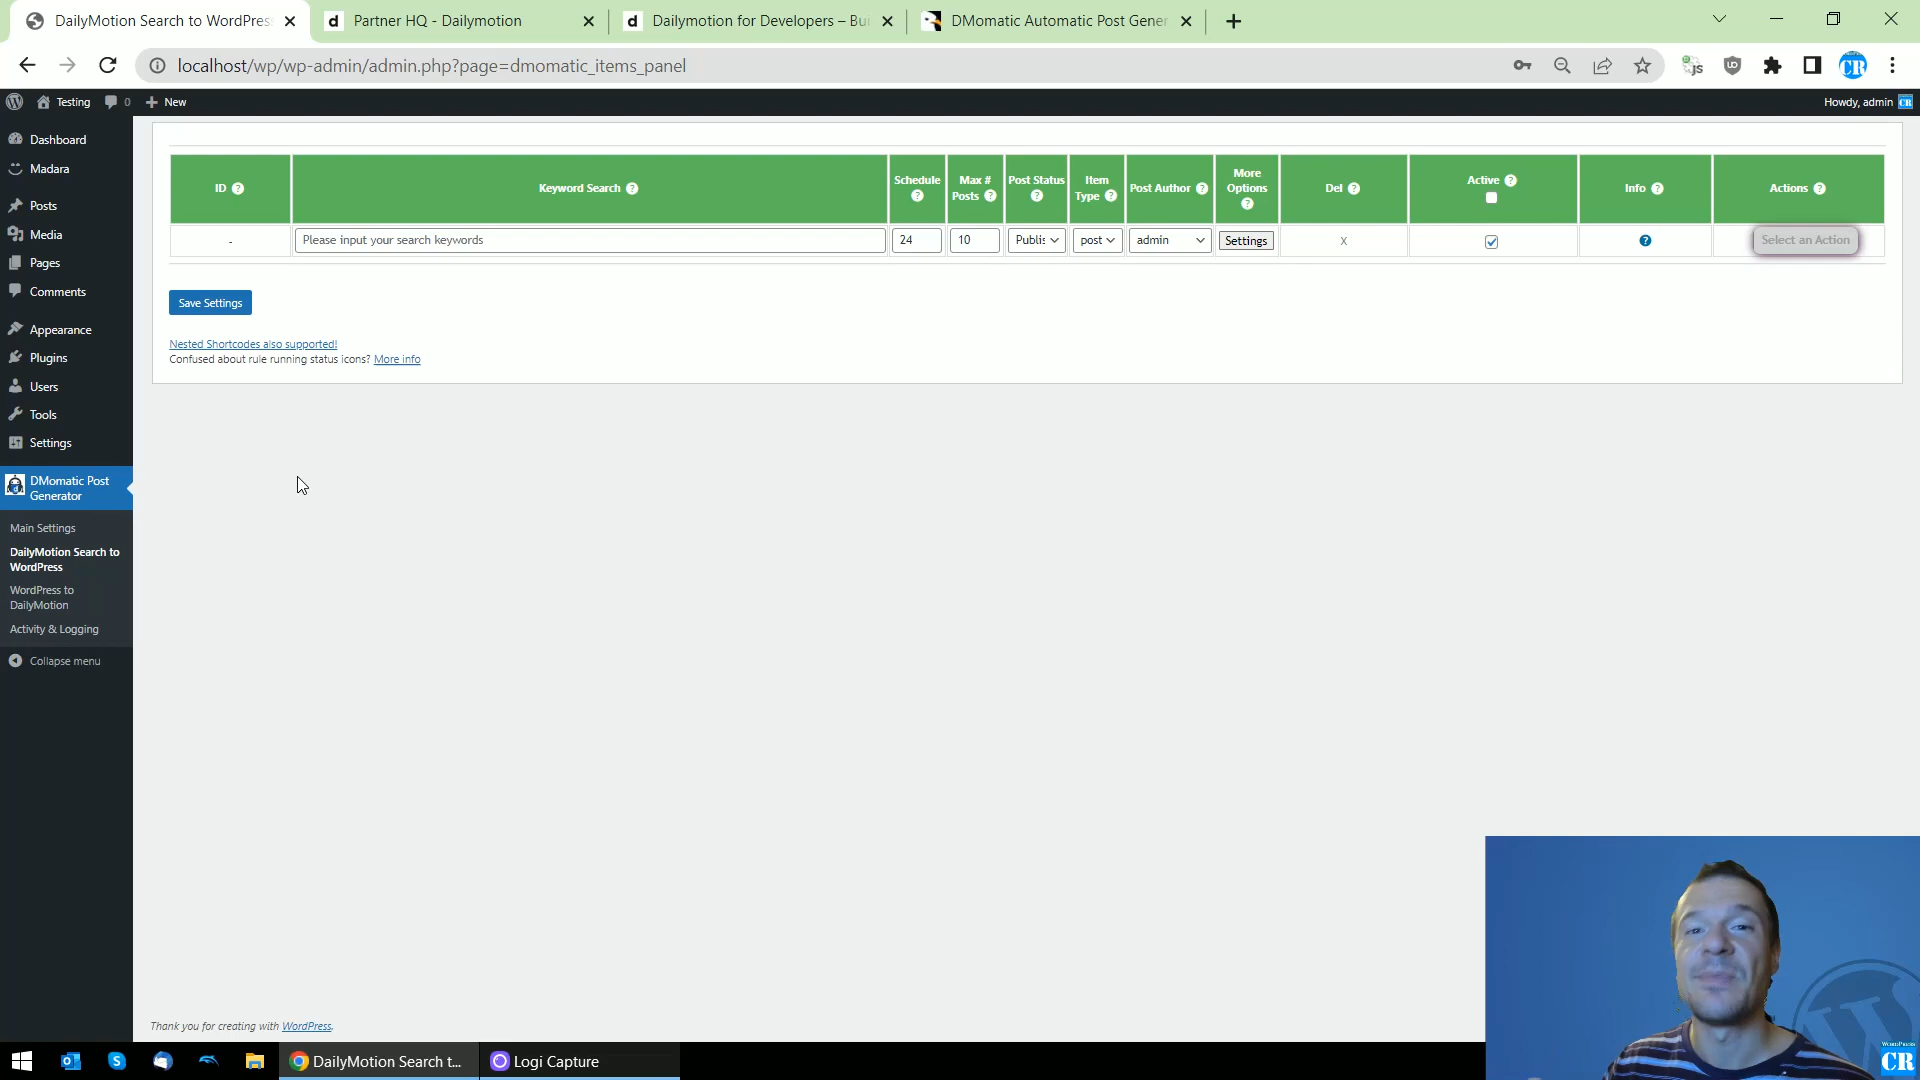 DailyMotion Search to WordPres
Partner HQ - Dailymotion
Dailymotion for Developers – Bui
DMomatic Automatic Post Gener
localhost/wp/wp-admin/admin.php?page=dmomatic_items_panel
Testing
0
New
Howdy, admin
Dashboard
Madara
Posts
Media
Pages
Comments
Appearance
Plugins
Users
Tools
Settings
DMomatic Post
Generator
Main Settings
DailyMotion Search to
WordPress
WordPress to
DailyMotion
Activity & Logging
Collapse menu
ID
Keyword Search
Schedule
Max #
Posts
Post Status
Item
Type
Post Author
More
Options
Del
Active
Info
Actions
-
Please input your search keywords
24
10
Publis
post
admin
Settings
X
Select an Action
Save Settings
Nested Shortcodes also supported!
Confused about rule running status icons? More info
Thank you for creating with WordPress.
DailyMotion Search t...
Logi Capture
WordPress
CR